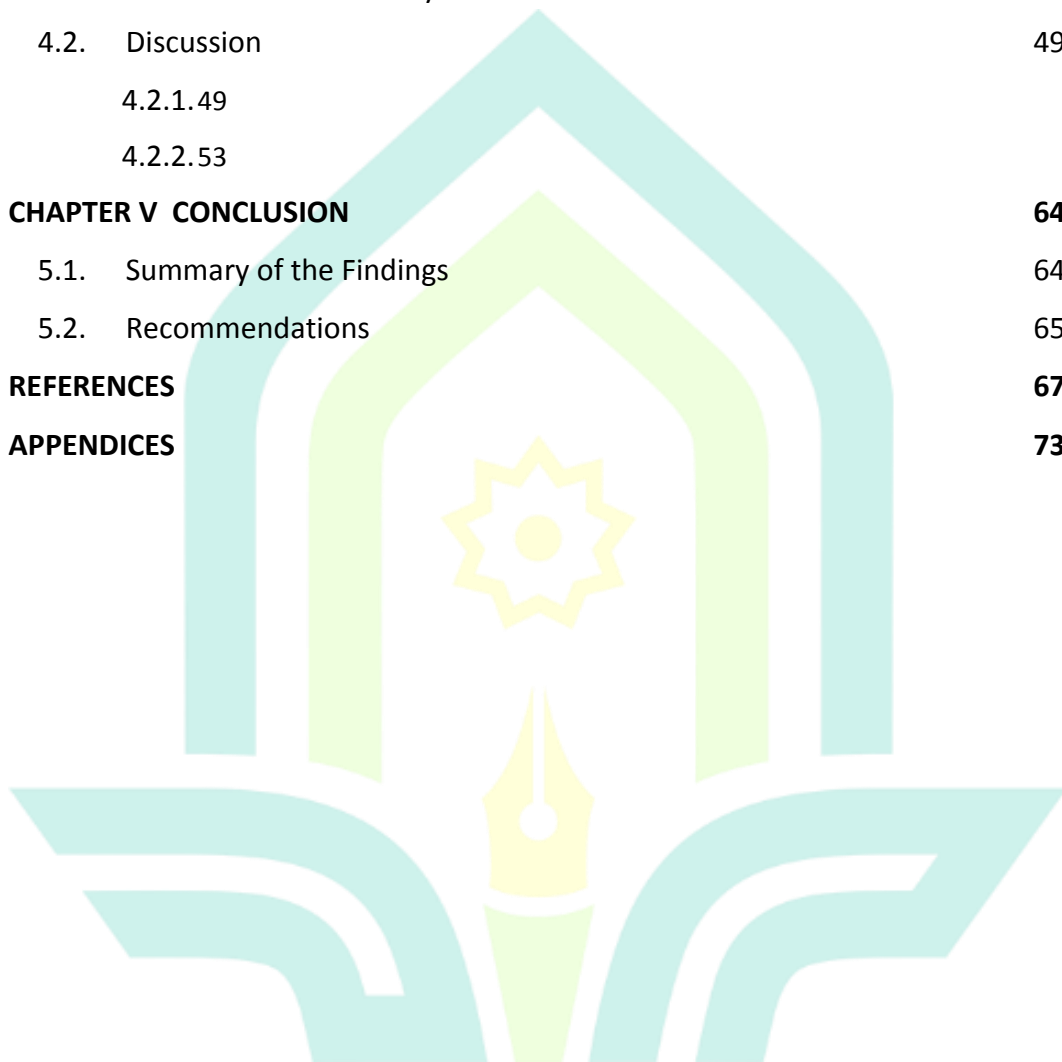 4.2. Discussion 49
4.2.1.49
4.2.2.53
CHAPTER V CONCLUSION 64
5.1. Summary of the Findings 64
5.2. Recommendations 65
REFERENCES 67
APPENDICES 73